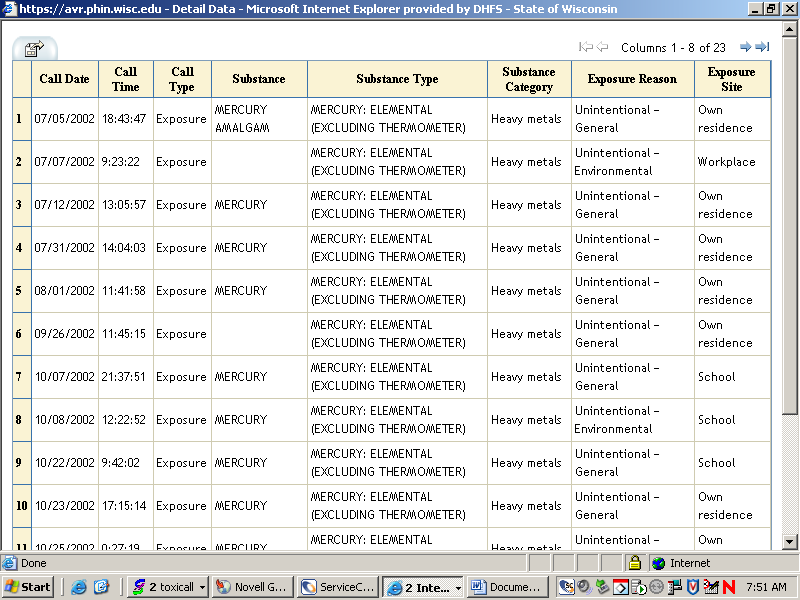 https://avr.phin.wisc.edu - Detail Data - Microsoft Internet Explorer provided by DHFS - State of Wisconsin
Columns 1 - 8 of 23
Call Date Call Time Call Type Substance Substance Type Substance Category Exposure Reason Exposure Site
1 07/05/2002 18:43:47 Exposure MERCURY AMALGAM MERCURY: ELEMENTAL (EXCLUDING THERMOMETER) Heavy metals Unintentional - General Own residence
2 07/07/2002 9:23:22 Exposure MERCURY: ELEMENTAL (EXCLUDING THERMOMETER) Heavy metals Unintentional - Environmental Workplace
3 07/12/2002 13:05:57 Exposure MERCURY MERCURY: ELEMENTAL (EXCLUDING THERMOMETER) Heavy metals Unintentional - General Own residence
4 07/31/2002 14:04:03 Exposure MERCURY MERCURY: ELEMENTAL (EXCLUDING THERMOMETER) Heavy metals Unintentional - General Own residence
5 08/01/2002 11:41:58 Exposure MERCURY MERCURY: ELEMENTAL (EXCLUDING THERMOMETER) Heavy metals Unintentional - General Own residence
6 09/26/2002 11:45:15 Exposure MERCURY: ELEMENTAL (EXCLUDING THERMOMETER) Heavy metals Unintentional - General Own residence
7 10/07/2002 21:37:51 Exposure MERCURY MERCURY: ELEMENTAL (EXCLUDING THERMOMETER) Heavy metals Unintentional - General School
8 10/08/2002 12:22:52 Exposure MERCURY MERCURY: ELEMENTAL (EXCLUDING THERMOMETER) Heavy metals Unintentional - Environmental School
9 10/22/2002 9:42:02 Exposure MERCURY MERCURY: ELEMENTAL (EXCLUDING THERMOMETER) Heavy metals Unintentional - General School
10 10/23/2002 17:15:14 Exposure MERCURY MERCURY: ELEMENTAL (EXCLUDING THERMOMETER) Heavy metals Unintentional - General Own residence
11 10/25/2002 0:27:19 Exposure MERCURY MERCURY: ELEMENTAL Heavy metals Unintentional - Own
Done Internet
Start 2 toxicall Novell G... ServiceC... 2 Inte... Docume... 7:51 AM